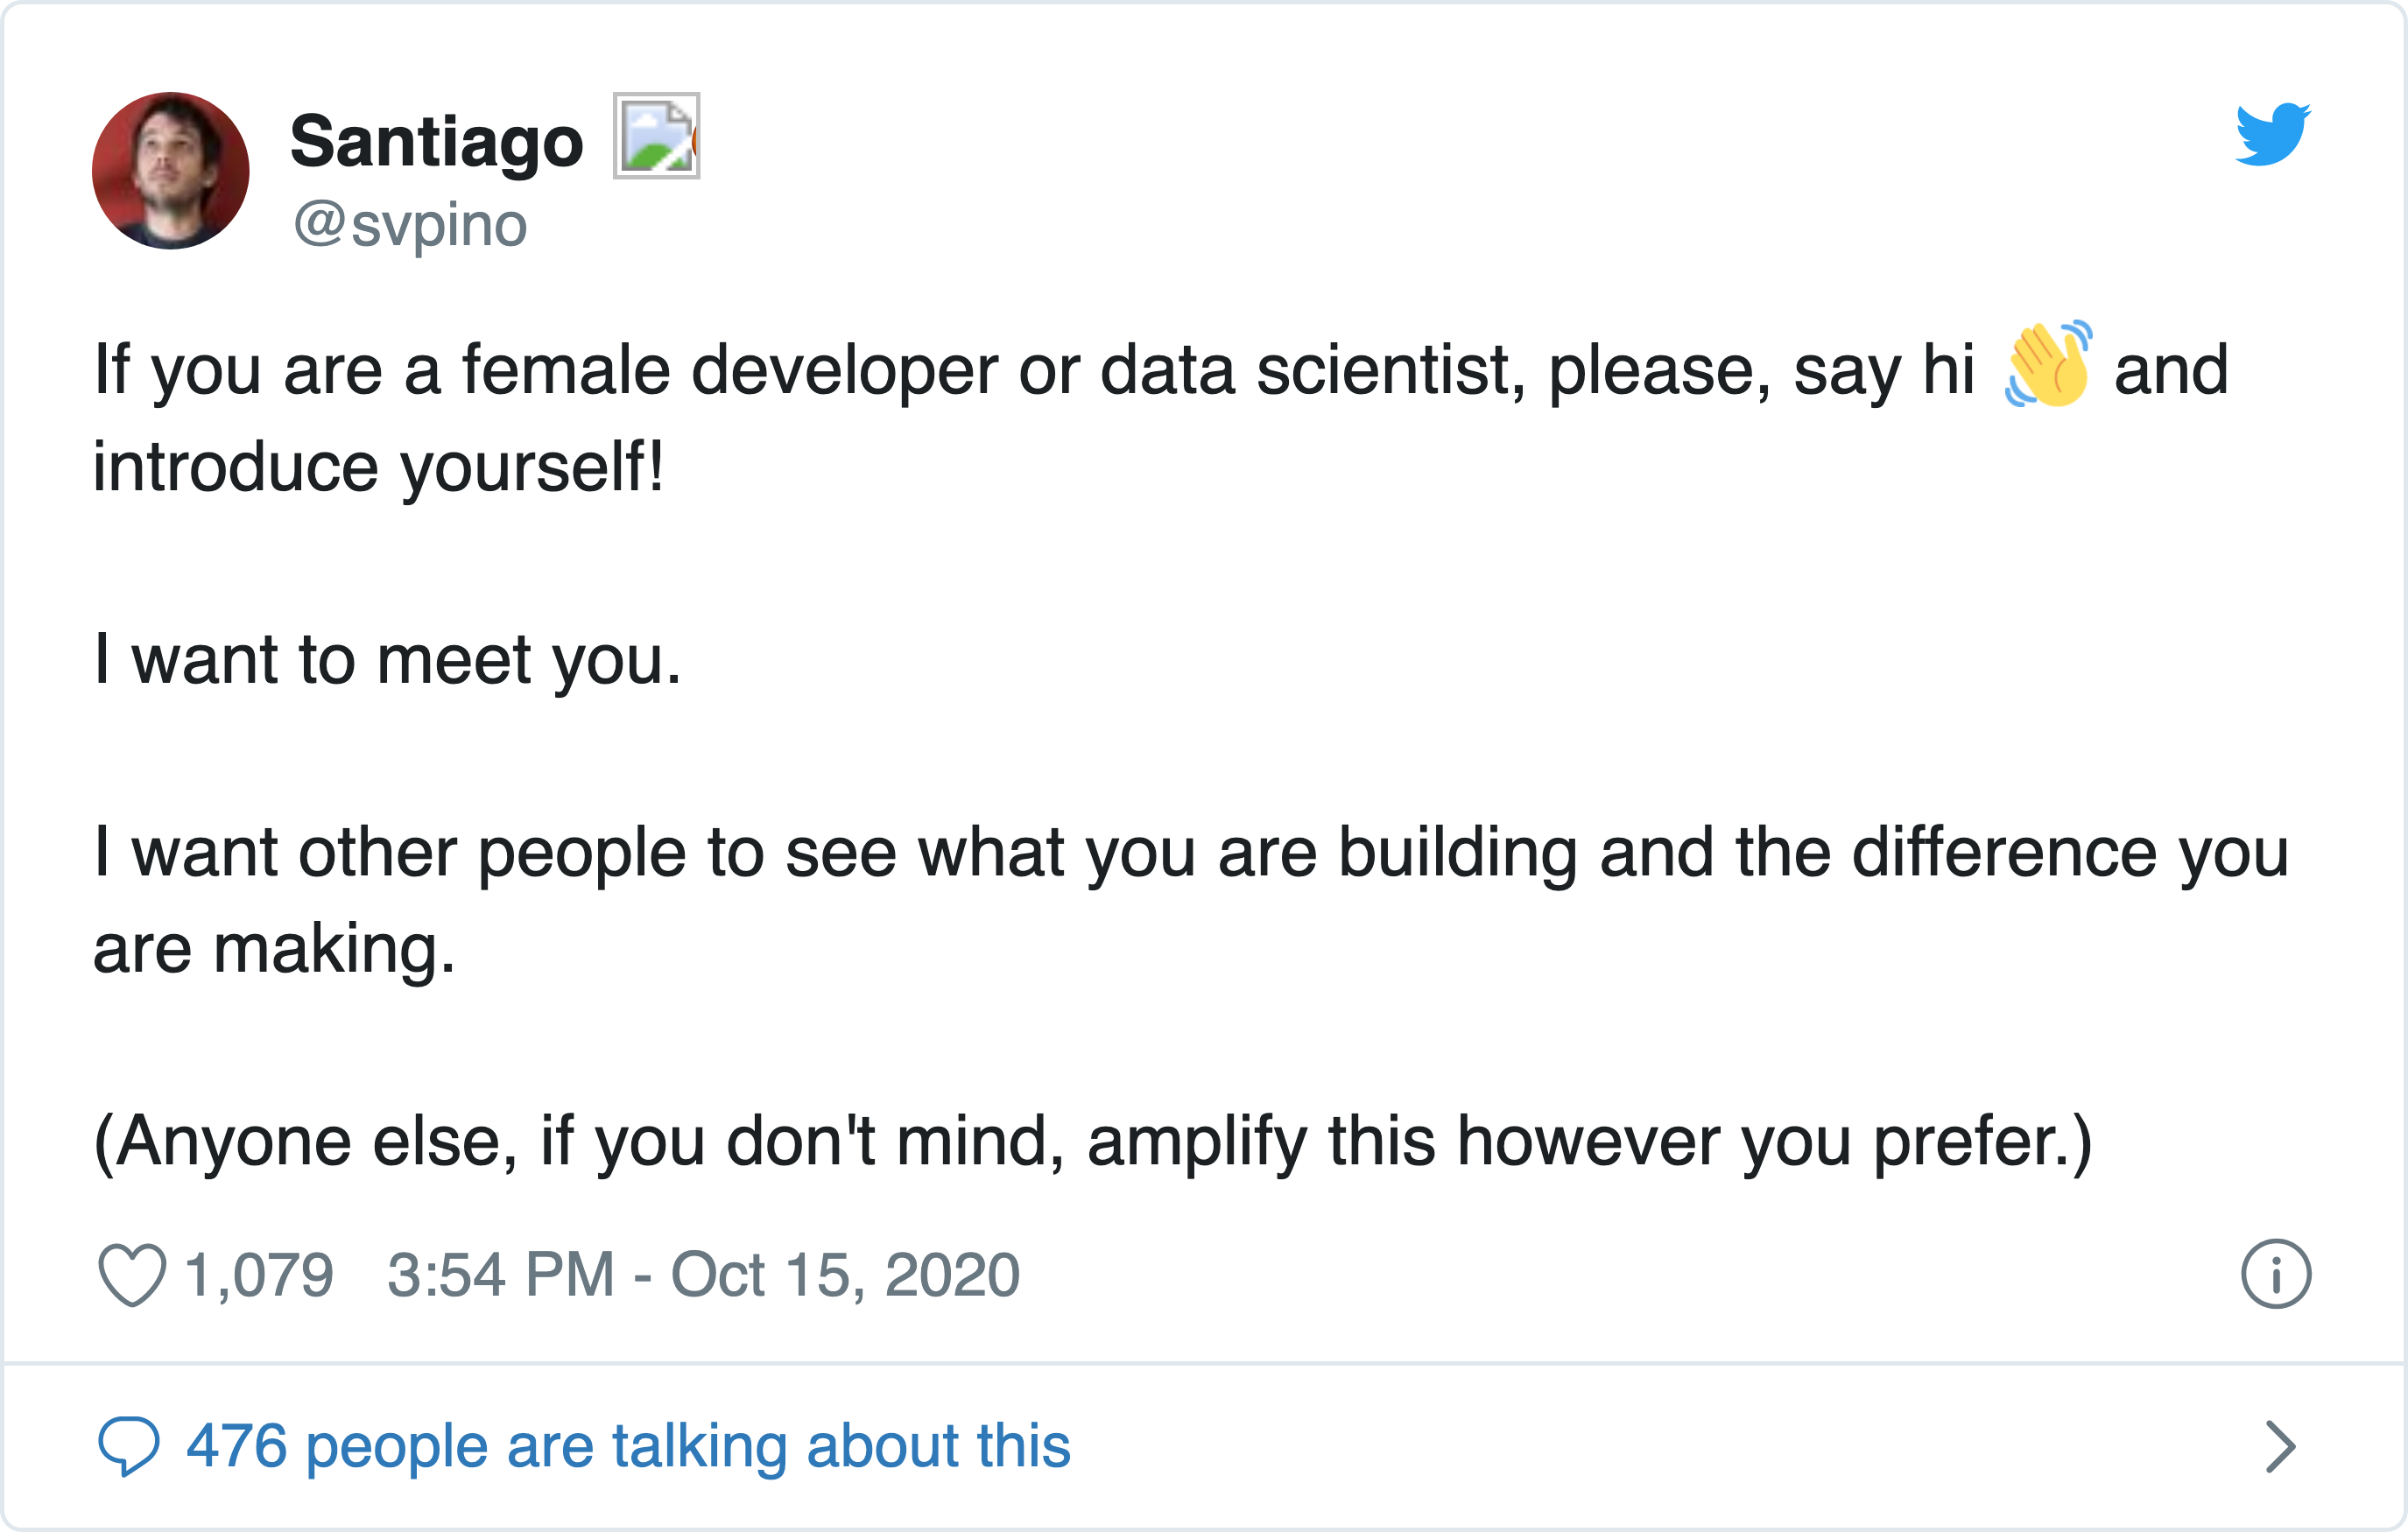 Santiago
@svpino
If you are a female developer or data scientist, please, say hi 👋 and
introduce yourself!
I want to meet you.
I want other people to see what you are building and the difference you
are making.
(Anyone else, if you don't mind, amplify this however you prefer.)
1,079 3:54 PM - Oct 15, 2020
476 people are talking about this